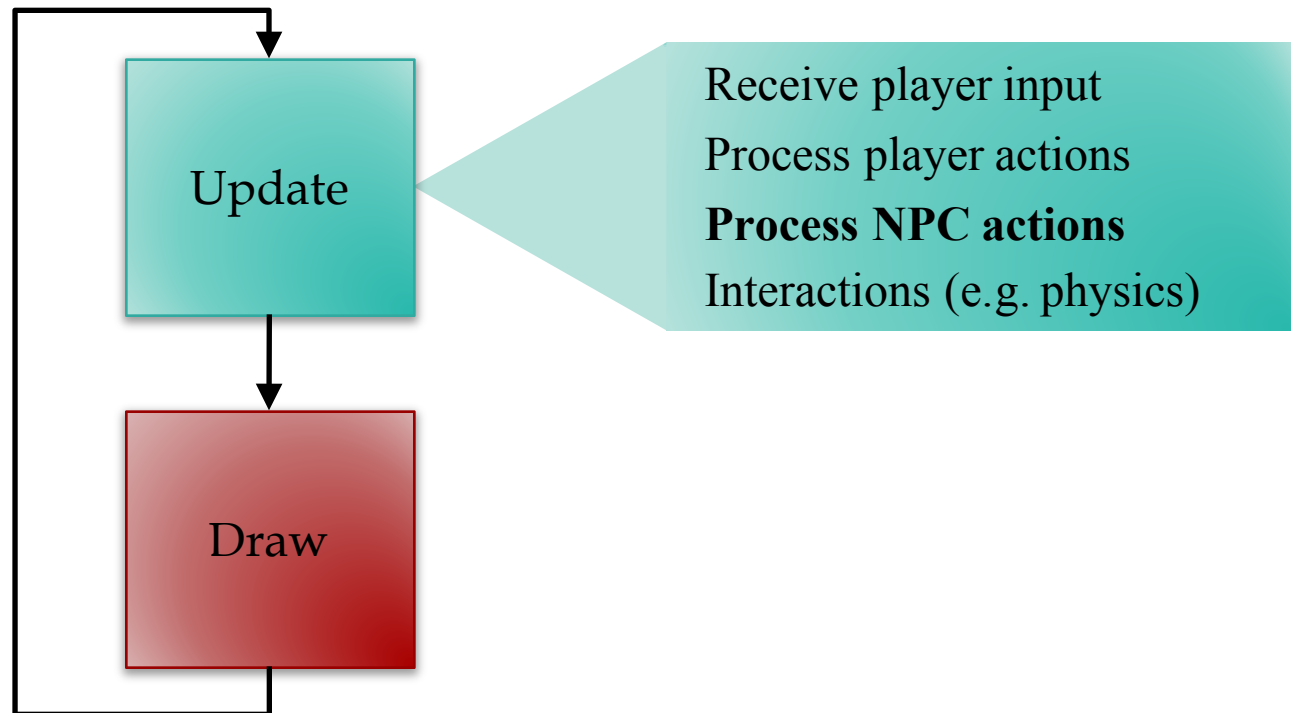 Update
Receive player input
Process player actions
Process NPC actions
Interactions (e.g. physics)
Draw